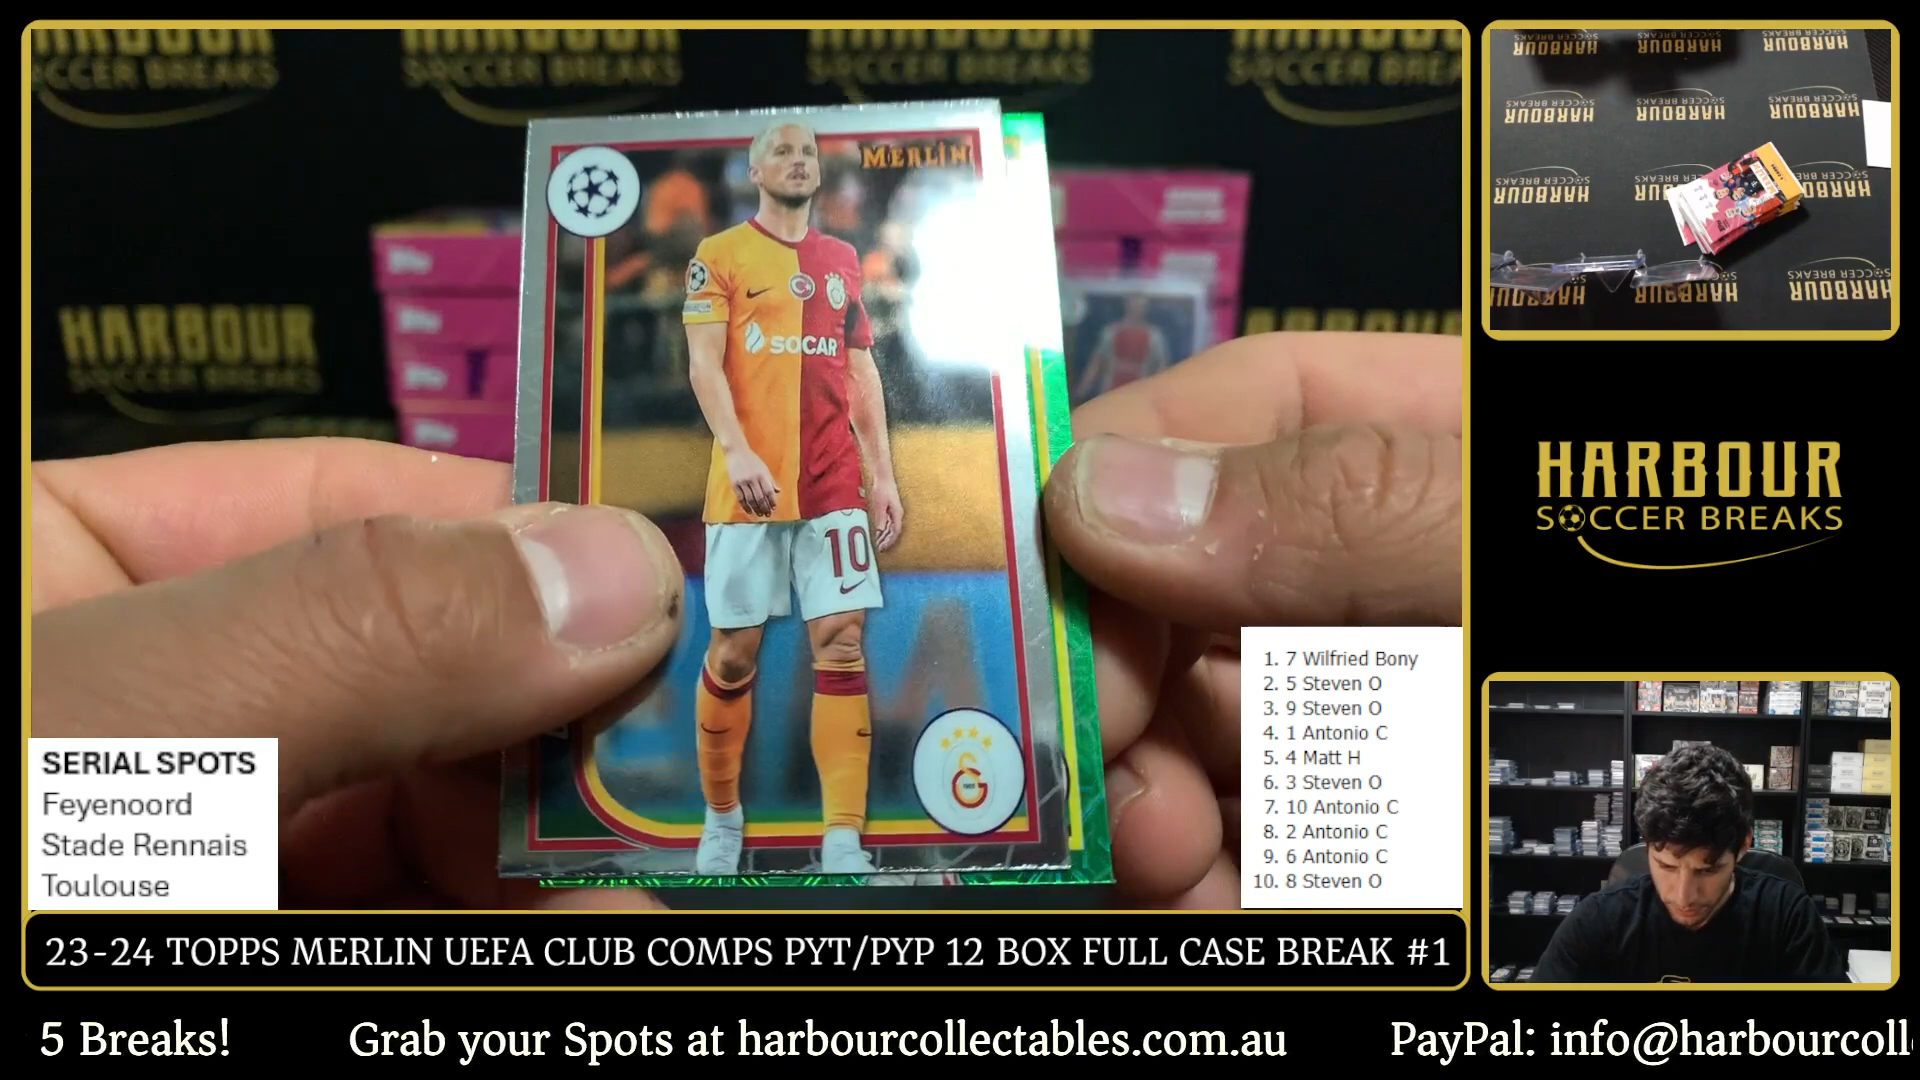 HARBOUR
SOCCER BREAKS
MERLIN
SOCAR
10
HARBOUR
SOCCER BREAKS
HARBOUR
SOCCER BREAKS
1. 7 Wilfried Bony
2. 5 Steven O
3. 9 Steven O
4. 1 Antonio C
5. 4 Matt H
6. 3 Steven O
7. 10 Antonio C
8. 2 Antonio C
9. 6 Antonio C
10. 8 Steven O
SERIAL SPOTS
Feyenoord
Stade Rennais
Toulouse
23-24 TOPPS MERLIN UEFA CLUB COMPS PYT/PYP 12 BOX FULL CASE BREAK #1
5 Breaks! Grab your Spots at harbourcollectables.com.au PayPal: info@harbourcoll